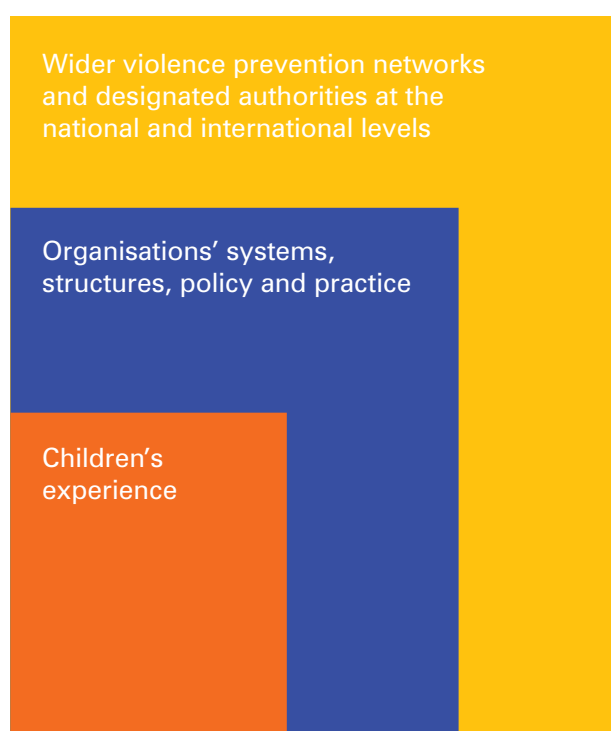 Wider violence prevention networks
and designated authorities at the
national and international levels
Organisations’ systems,
structures, policy and practice
Children’s
experience